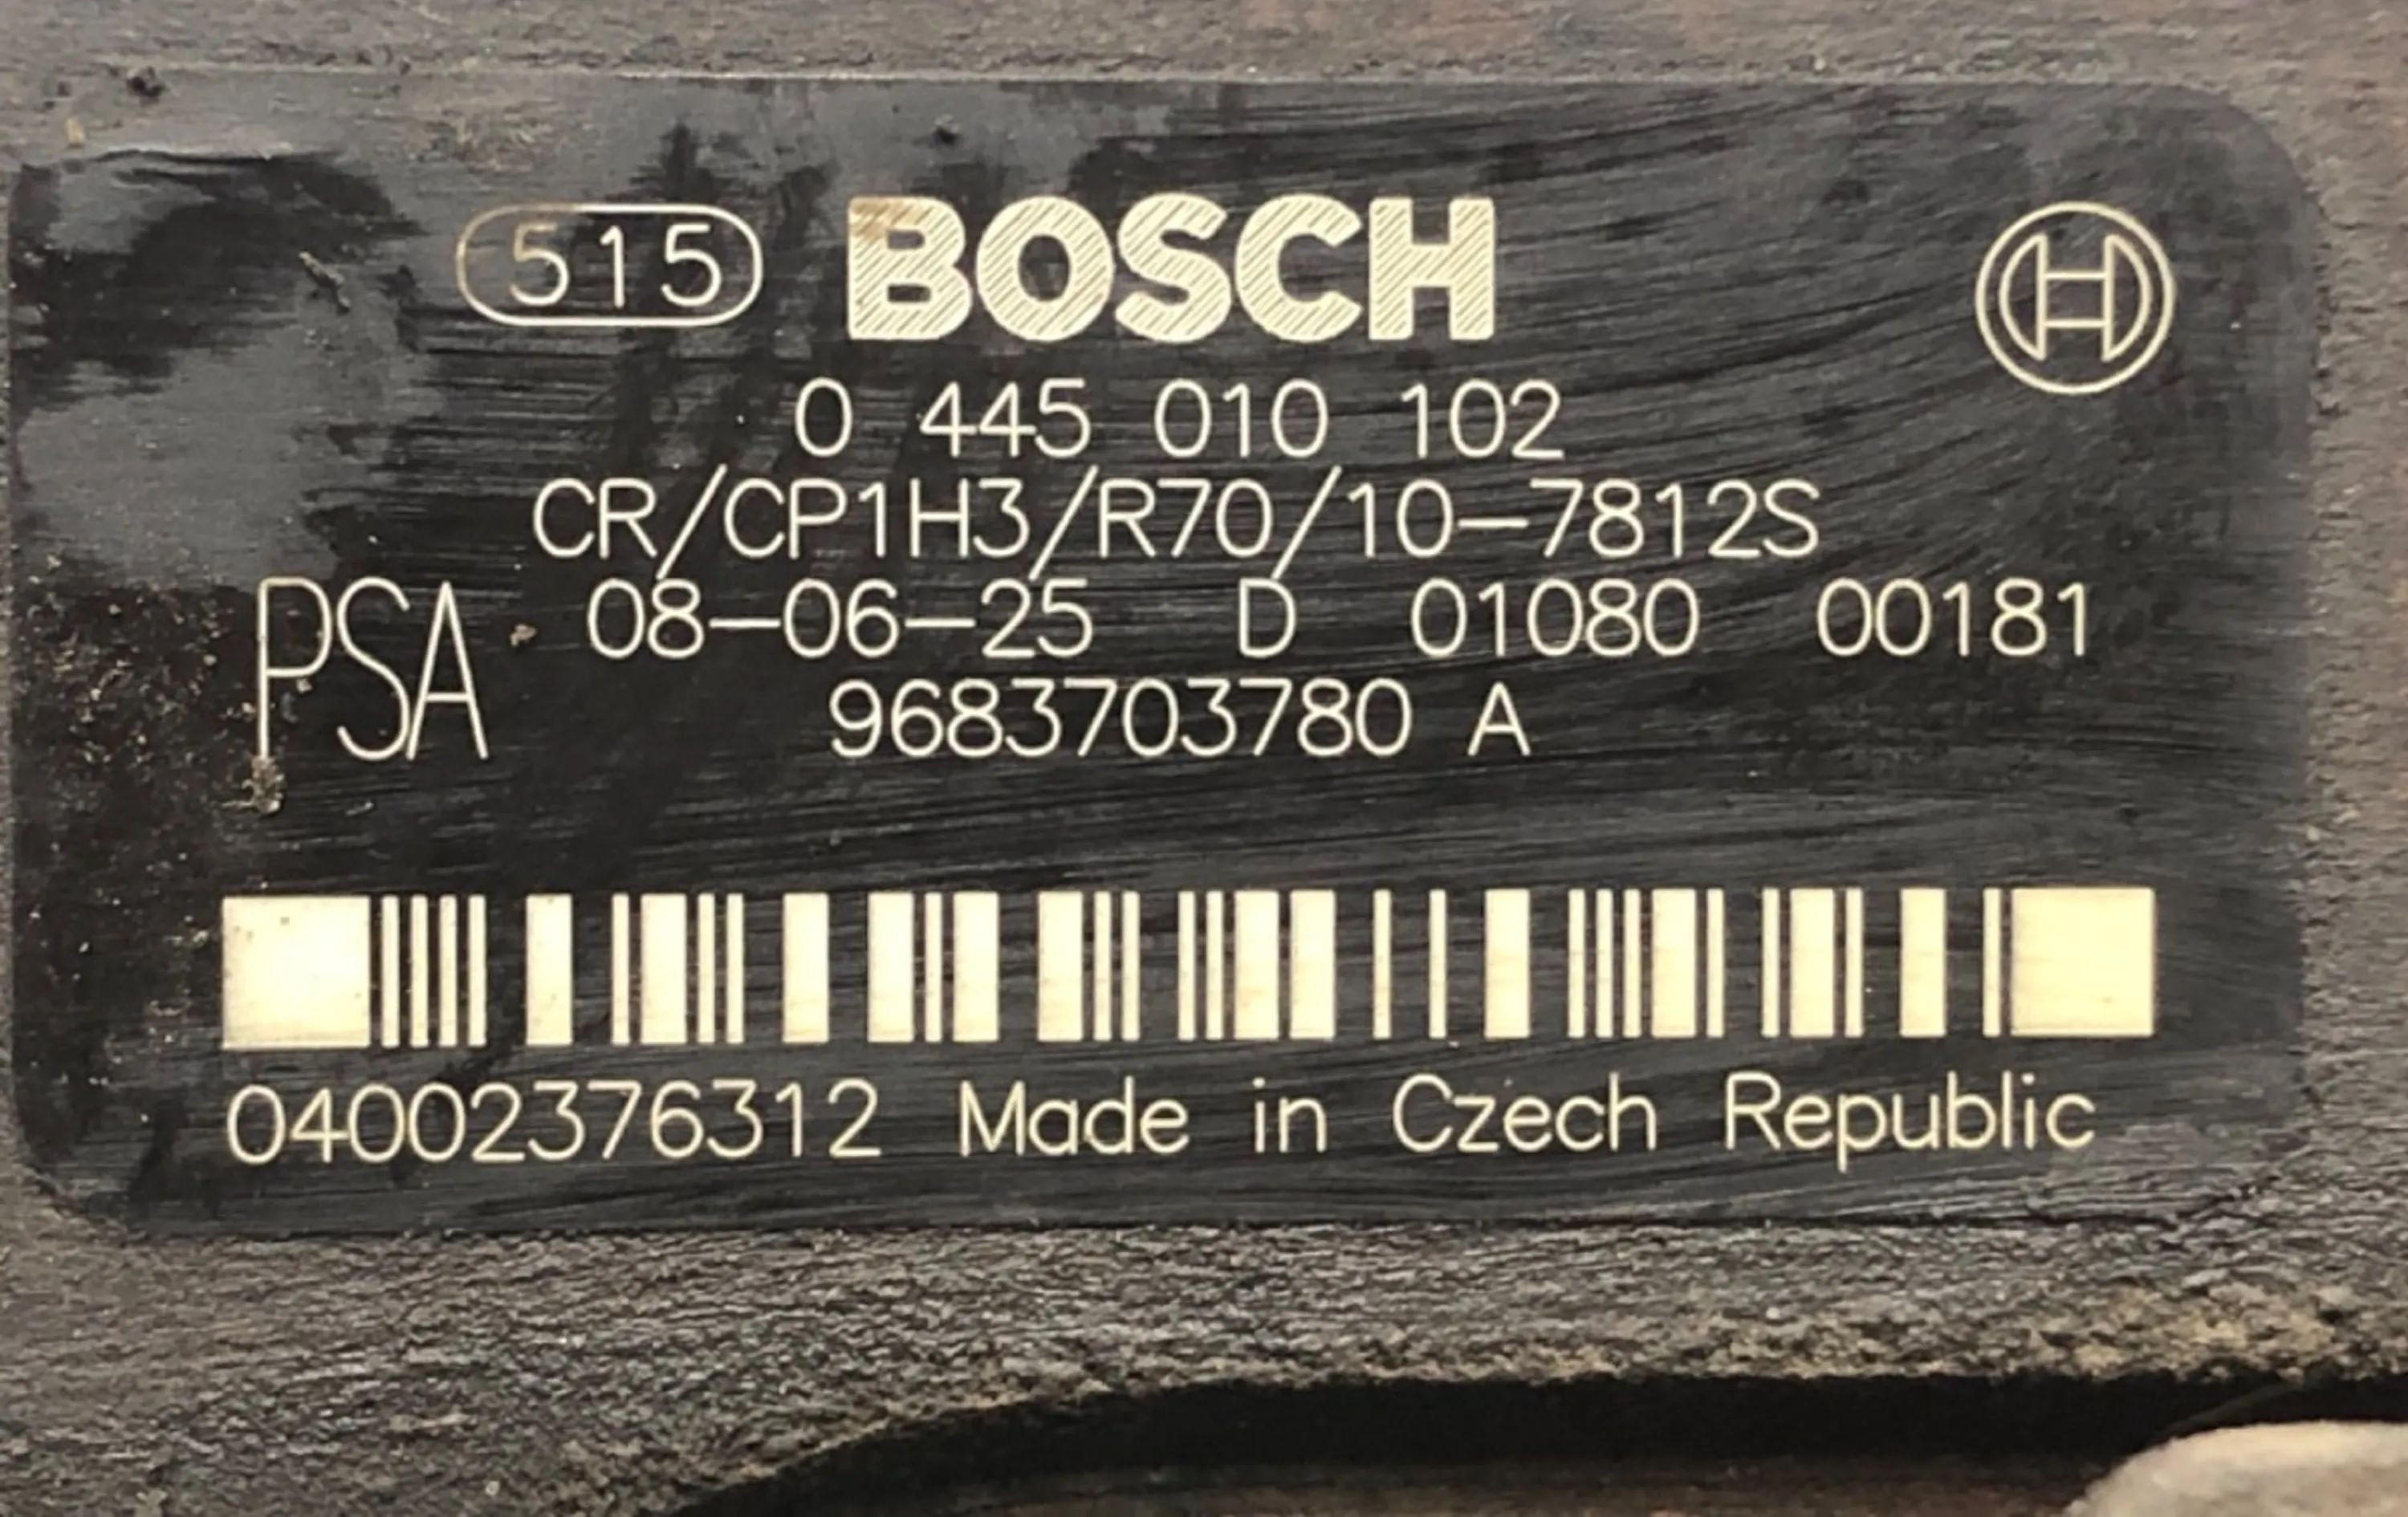 515 BOSCH
0 445 010 102
CR/CP1H3/R70/10-7812S
PSA 08-06-25 D 01080 00181
9683703780 A
04002376312 Made in Czech Republic